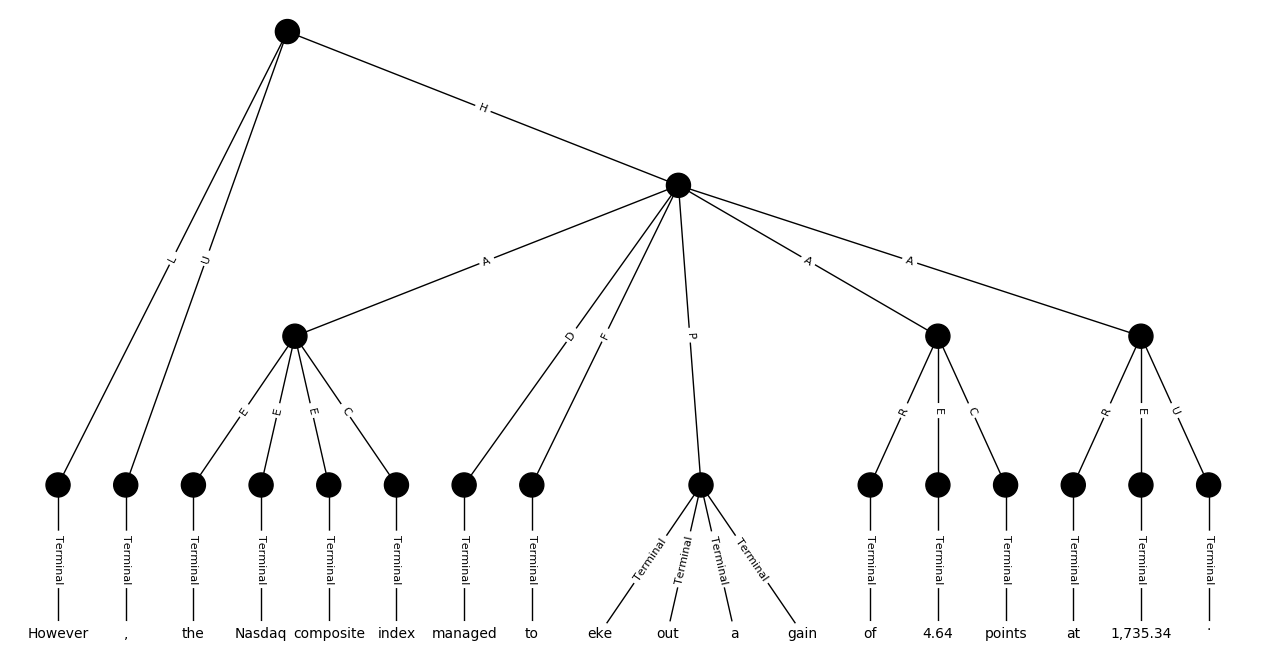 H
L U
A A A
D F P
E E E C R E C R E U
Terminal Terminal Terminal Terminal Terminal Terminal Terminal Terminal Terminal Terminal Terminal Terminal Terminal Terminal Terminal Terminal Terminal Terminal
However , the Nasdaq composite index managed to eke out a gain of 4.64 points at 1,735.34 .